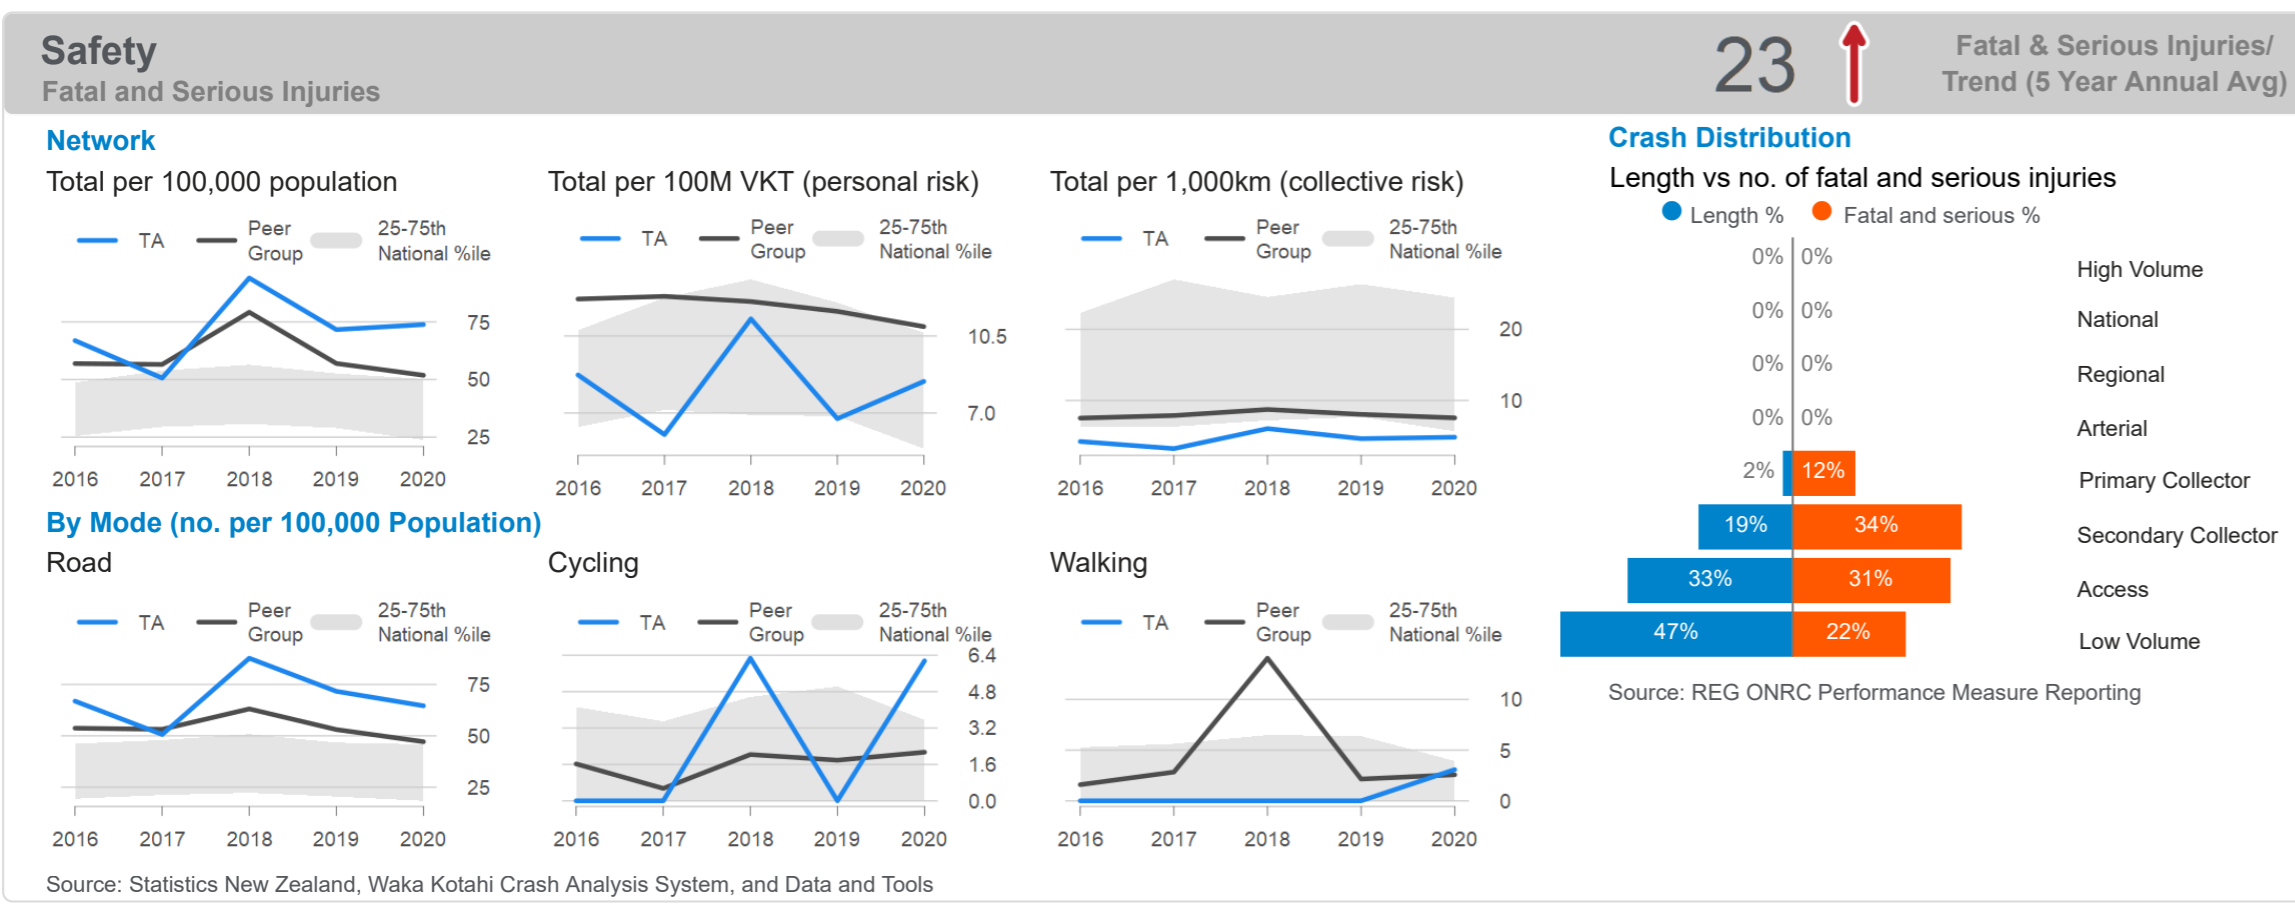 Safety
Fatal and Serious Injuries
23
Fatal & Serious Injuries/
Trend (5 Year Annual Avg)
Network
Total per 100,000 population
TA
Peer
Group
25-75th
National %ile
75
50
25
2016 2017 2018 2019 2020
Total per 100M VKT (personal risk)
TA
Peer
Group
25-75th
National %ile
10.5
7.0
2016 2017 2018 2019 2020
Total per 1,000km (collective risk)
TA
Peer
Group
25-75th
National %ile
20
10
2016 2017 2018 2019 2020
By Mode (no. per 100,000 Population)
Road
TA
Peer
Group
25-75th
National %ile
75
50
25
2016 2017 2018 2019 2020
Cycling
TA
Peer
Group
25-75th
National %ile
6.4
4.8
3.2
1.6
0.0
2016 2017 2018 2019 2020
Walking
TA
Peer
Group
25-75th
National %ile
10
5
0
2016 2017 2018 2019 2020
Source: Statistics New Zealand, Waka Kotahi Crash Analysis System, and Data and Tools
Crash Distribution
Length vs no. of fatal and serious injuries
Length % Fatal and serious %
0% 0% High Volume
0% 0% National
0% 0% Regional
0% 0% Arterial
2% 12% Primary Collector
19% 34% Secondary Collector
33% 31% Access
47% 22% Low Volume
Source: REG ONRC Performance Measure Reporting